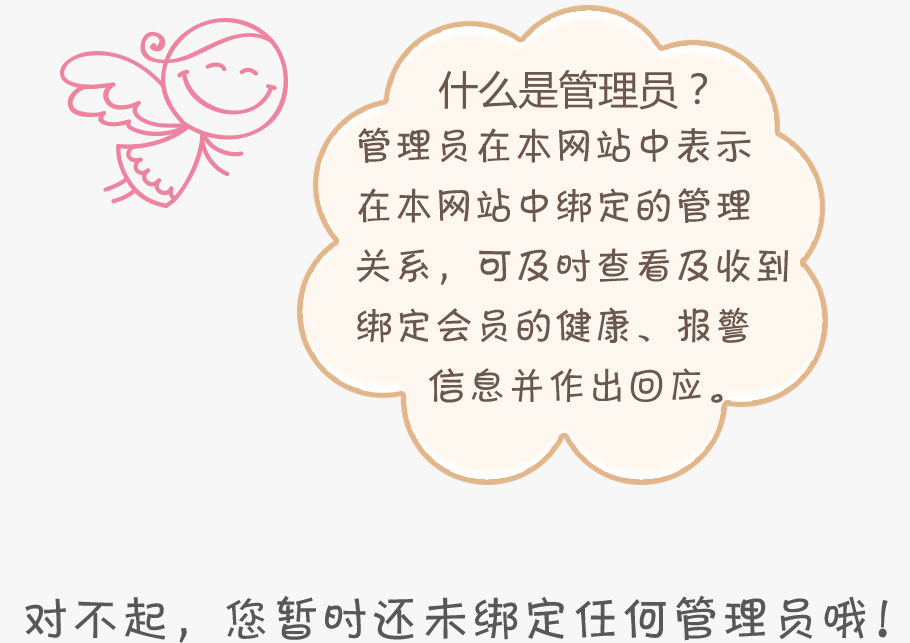 什么是管理员？
管理员在本网站中表示
在本网站中绑定的管理
关系，可及时查看及收到
绑定会员的健康、报警
信息并作出回应。
对不起，您暂时还未绑定任何管理员哦！